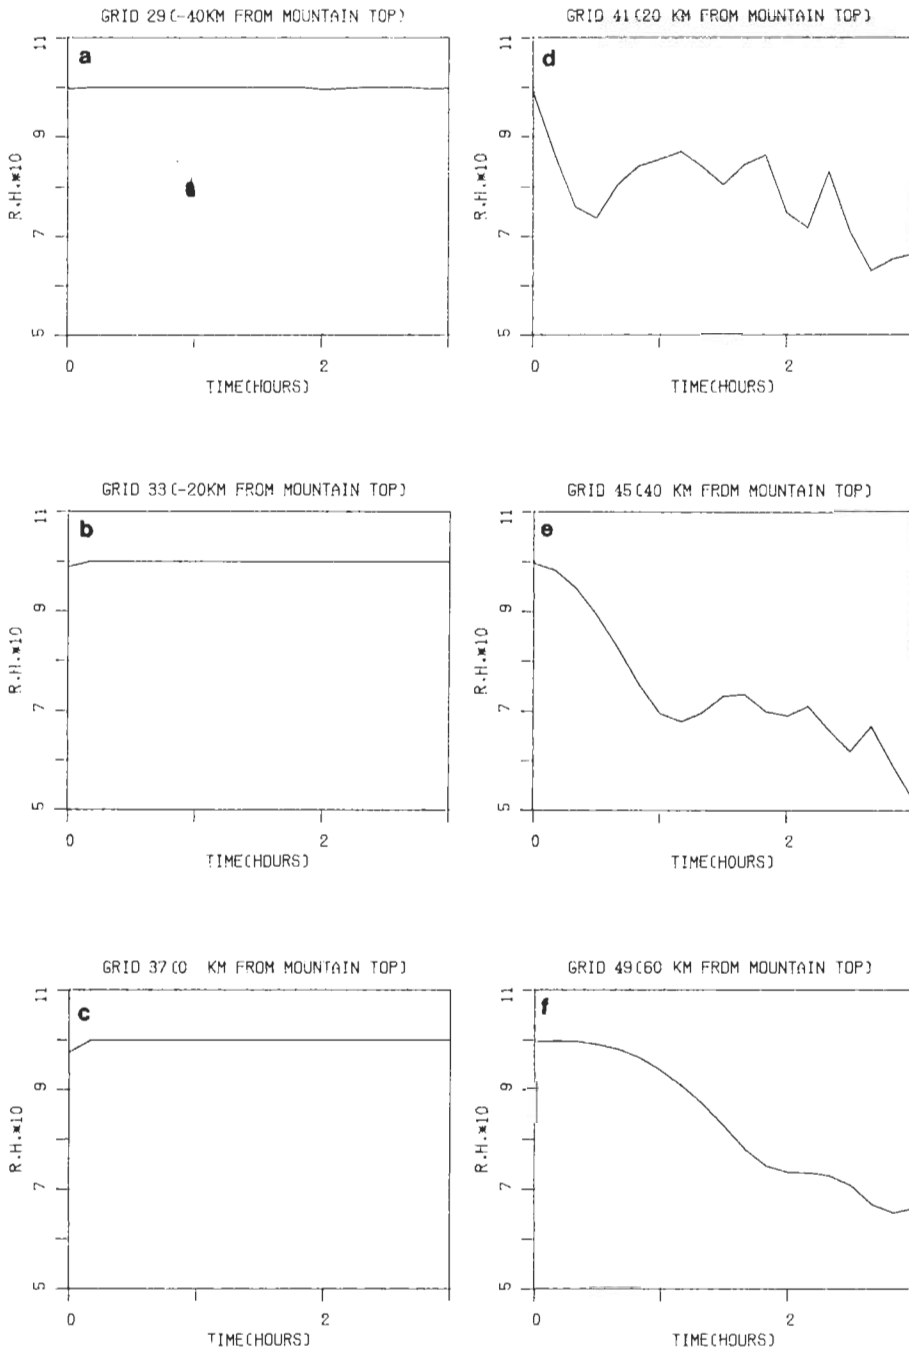 GRID 29(-40KM FROM MOUNTAIN TOP)
a
11
9
7
5
R.H.*10
0
2
TIME(HOURS)
GRID 41(20 KM FROM MOUNTAIN TOP)
d
11
9
7
5
R.H.*10
0
2
TIME(HOURS)
GRID 33(-20KM FROM MOUNTAIN TOP)
b
11
9
7
5
R.H.*10
0
2
TIME(HOURS)
GRID 45(40 KM FROM MOUNTAIN TOP)
e
11
9
7
5
R.H.*10
0
2
TIME(HOURS)
GRID 37(0 KM FROM MOUNTAIN TOP)
c
11
9
7
5
R.H.*10
0
2
TIME(HOURS)
GRID 49(60 KM FROM MOUNTAIN TOP)
f
11
9
7
5
R.H.*10
0
2
TIME(HOURS)